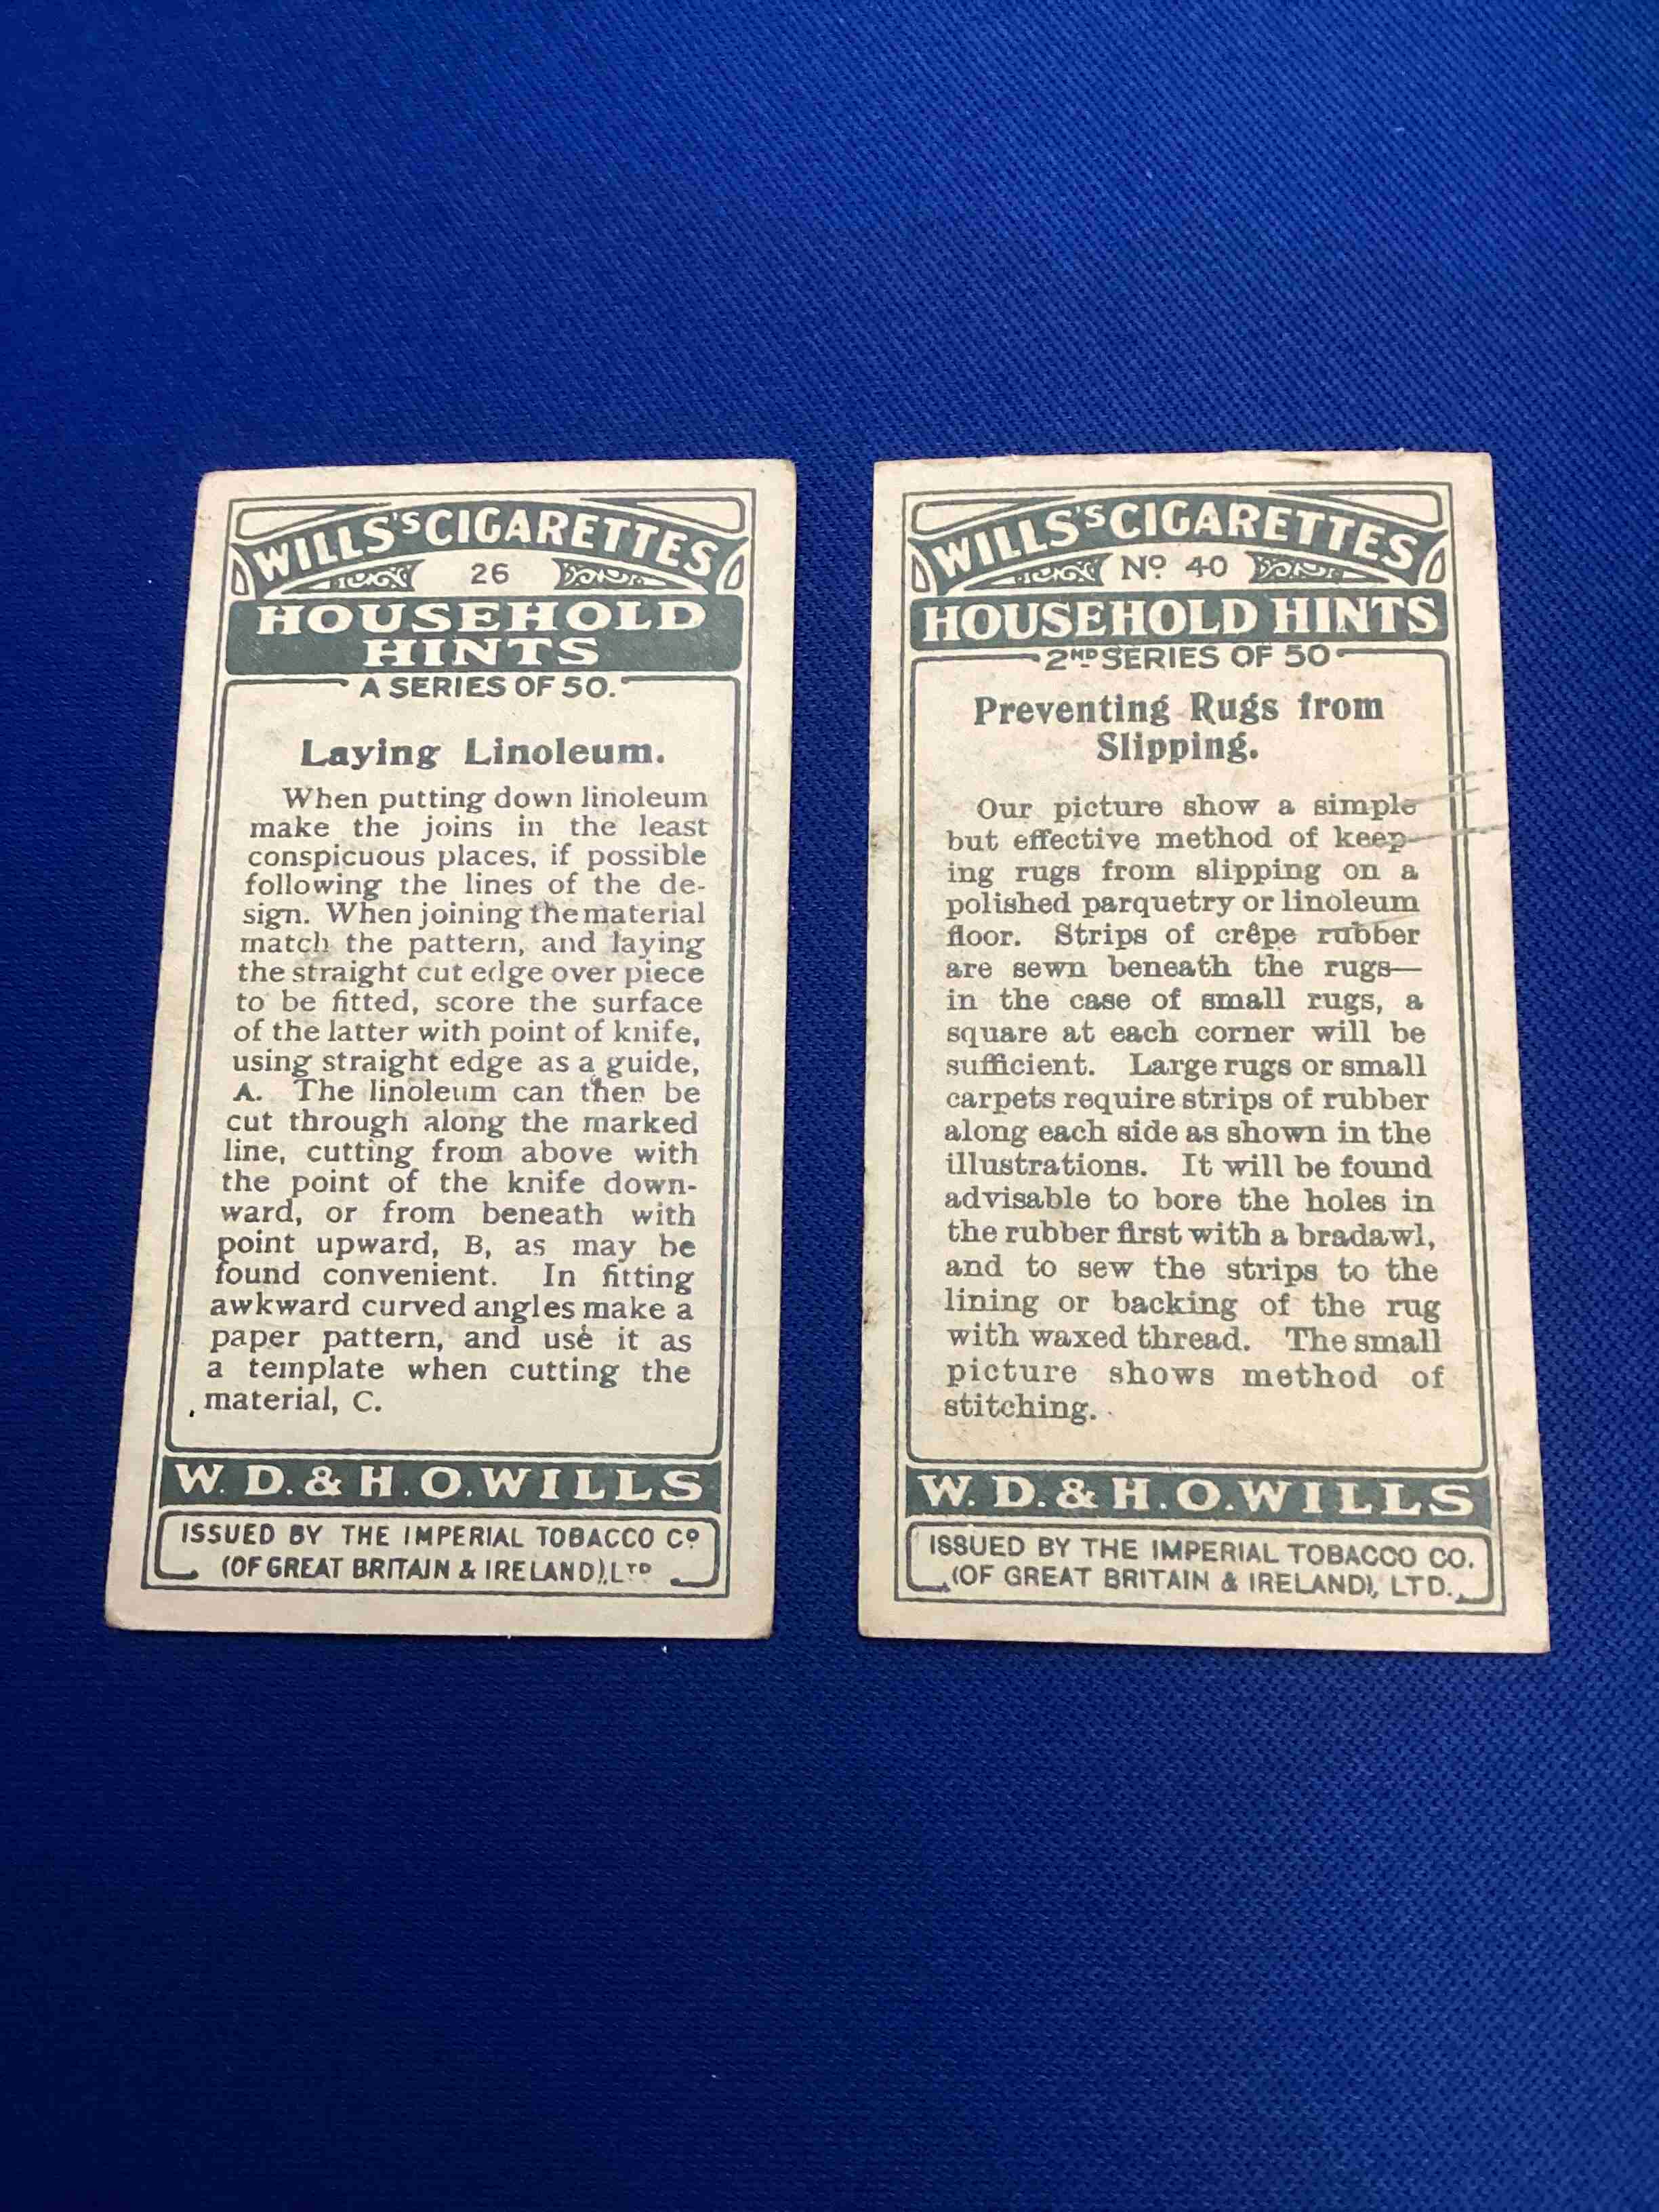 WILLS'S CIGARETTES
26
HOUSEHOLD
HINTS
A SERIES OF 50.
Laying Linoleum.
When putting down linoleum
make the joins in the least
conspicuous places, if possible
following the lines of the de-
sign. When joining the material
match the pattern, and laying
the straight cut edge over piece
to be fitted, score the surface
of the latter with point of knife,
using straight edge as a guide,
A. The linoleum can then be
cut through along the marked
line, cutting from above with
the point of the knife down-
ward, or from beneath with
point upward, B, as may be
found convenient. In fitting
awkward curved angles make a
paper pattern, and use it as
a template when cutting the
material, C.
W. D. & H. O. WILLS
ISSUED BY THE IMPERIAL TOBACCO Cº
(OF GREAT BRITAIN & IRELAND), LTD
WILLS'S CIGARETTES
Nº 40
HOUSEHOLD HINTS
2ND SERIES OF 50
Preventing Rugs from
Slipping.
Our picture show a simple
but effective method of keep-
ing rugs from slipping on a
polished parquetry or linoleum
floor. Strips of crêpe rubber
are sewn beneath the rugs—
in the case of small rugs, a
square at each corner will be
sufficient. Large rugs or small
carpets require strips of rubber
along each side as shown in the
illustrations. It will be found
advisable to bore the holes in
the rubber first with a bradawl,
and to sew the strips to the
lining or backing of the rug
with waxed thread. The small
picture shows method of
stitching.
W. D. & H. O. WILLS
ISSUED BY THE IMPERIAL TOBACCO CO.
(OF GREAT BRITAIN & IRELAND), LTD.